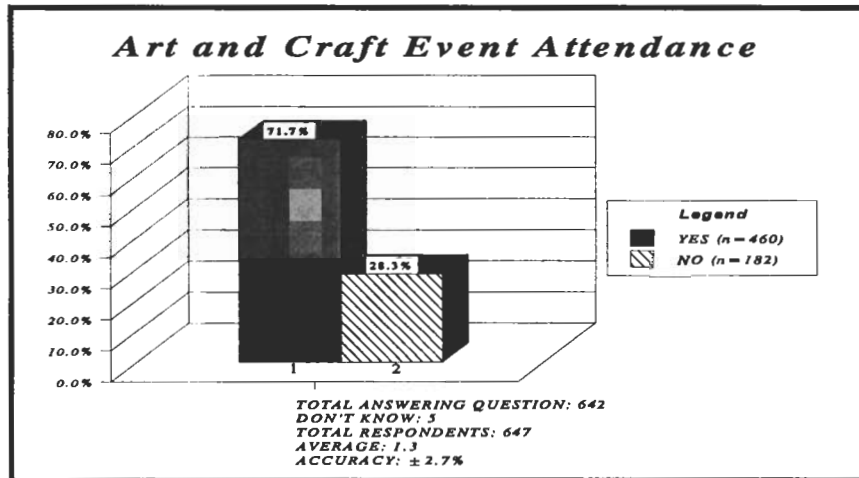 Art and Craft Event Attendance
80.0%
70.0%
60.0%
50.0%
40.0%
30.0%
20.0%
10.0%
0.0%
71.7%
28.3%
1 2
Legend
YES (n=460)
NO (n=182)
TOTAL ANSWERING QUESTION: 642
DON'T KNOW: 5
TOTAL RESPONDENTS: 647
AVERAGE: 1.3
ACCURACY: ±2.7%